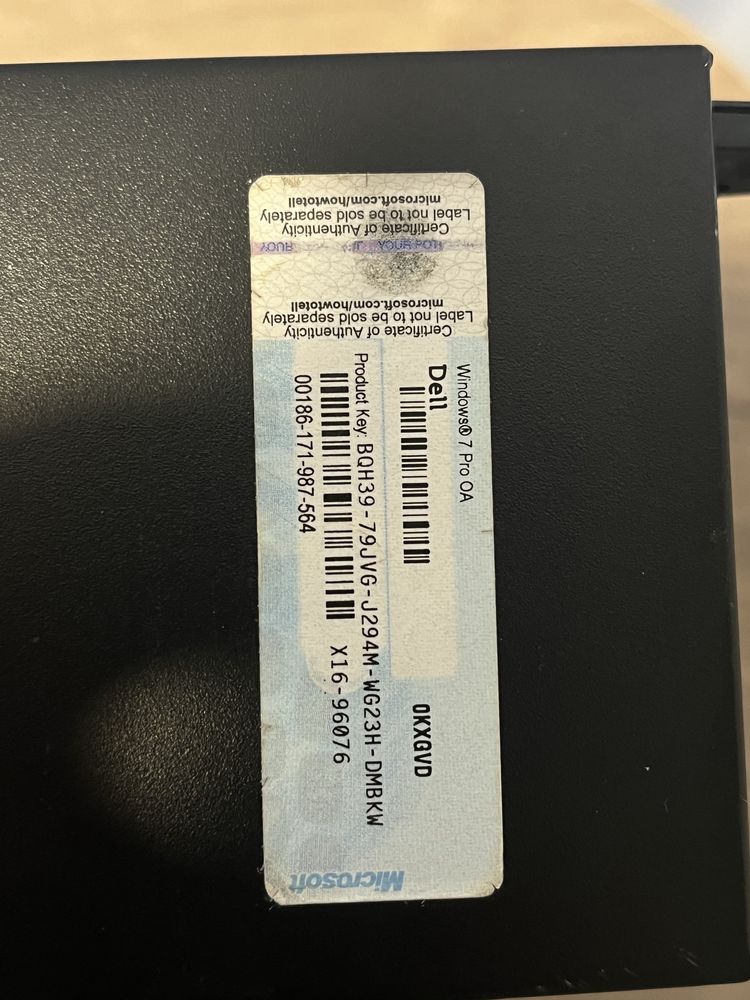 Certificate of Authenticity
Label not to be sold separately
microsoft.com/howtotell
Certificate of Authenticity
Label not to be sold separately
microsoft.com/howtotell
Windows® 7 Pro OA
Dell
0KXGVD
Product Key: BQH39-79JVG-J294M-WG23H-DMBKW
X16-96076
00186-171-987-564
Microsoft